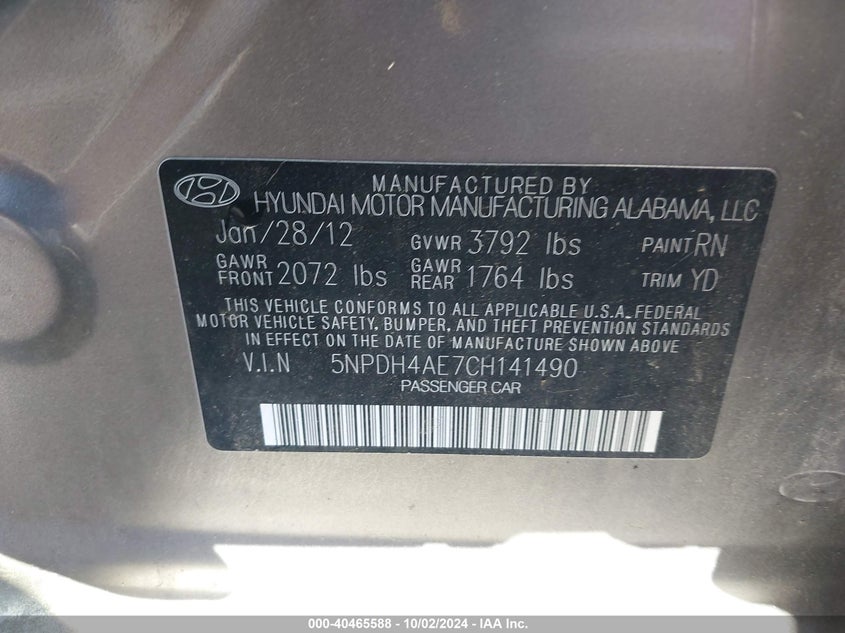 MANUFACTURED BY
HYUNDAI MOTOR MANUFACTURING ALABAMA, LLC
Jan/28/12 GVWR 3792 lbs PAINT RN
GAWR FRONT 2072 lbs GAWR REAR 1764 lbs TRIM YD
THIS VEHICLE CONFORMS TO ALL APPLICABLE U.S.A. FEDERAL
MOTOR VEHICLE SAFETY, BUMPER, AND THEFT PREVENTION STANDARDS
IN EFFECT ON THE DATE OF MANUFACTURE SHOWN ABOVE
V.I.N 5NPDH4AE7CH141490
PASSENGER CAR
000-40465588 - 10/02/2024 - IAA Inc.